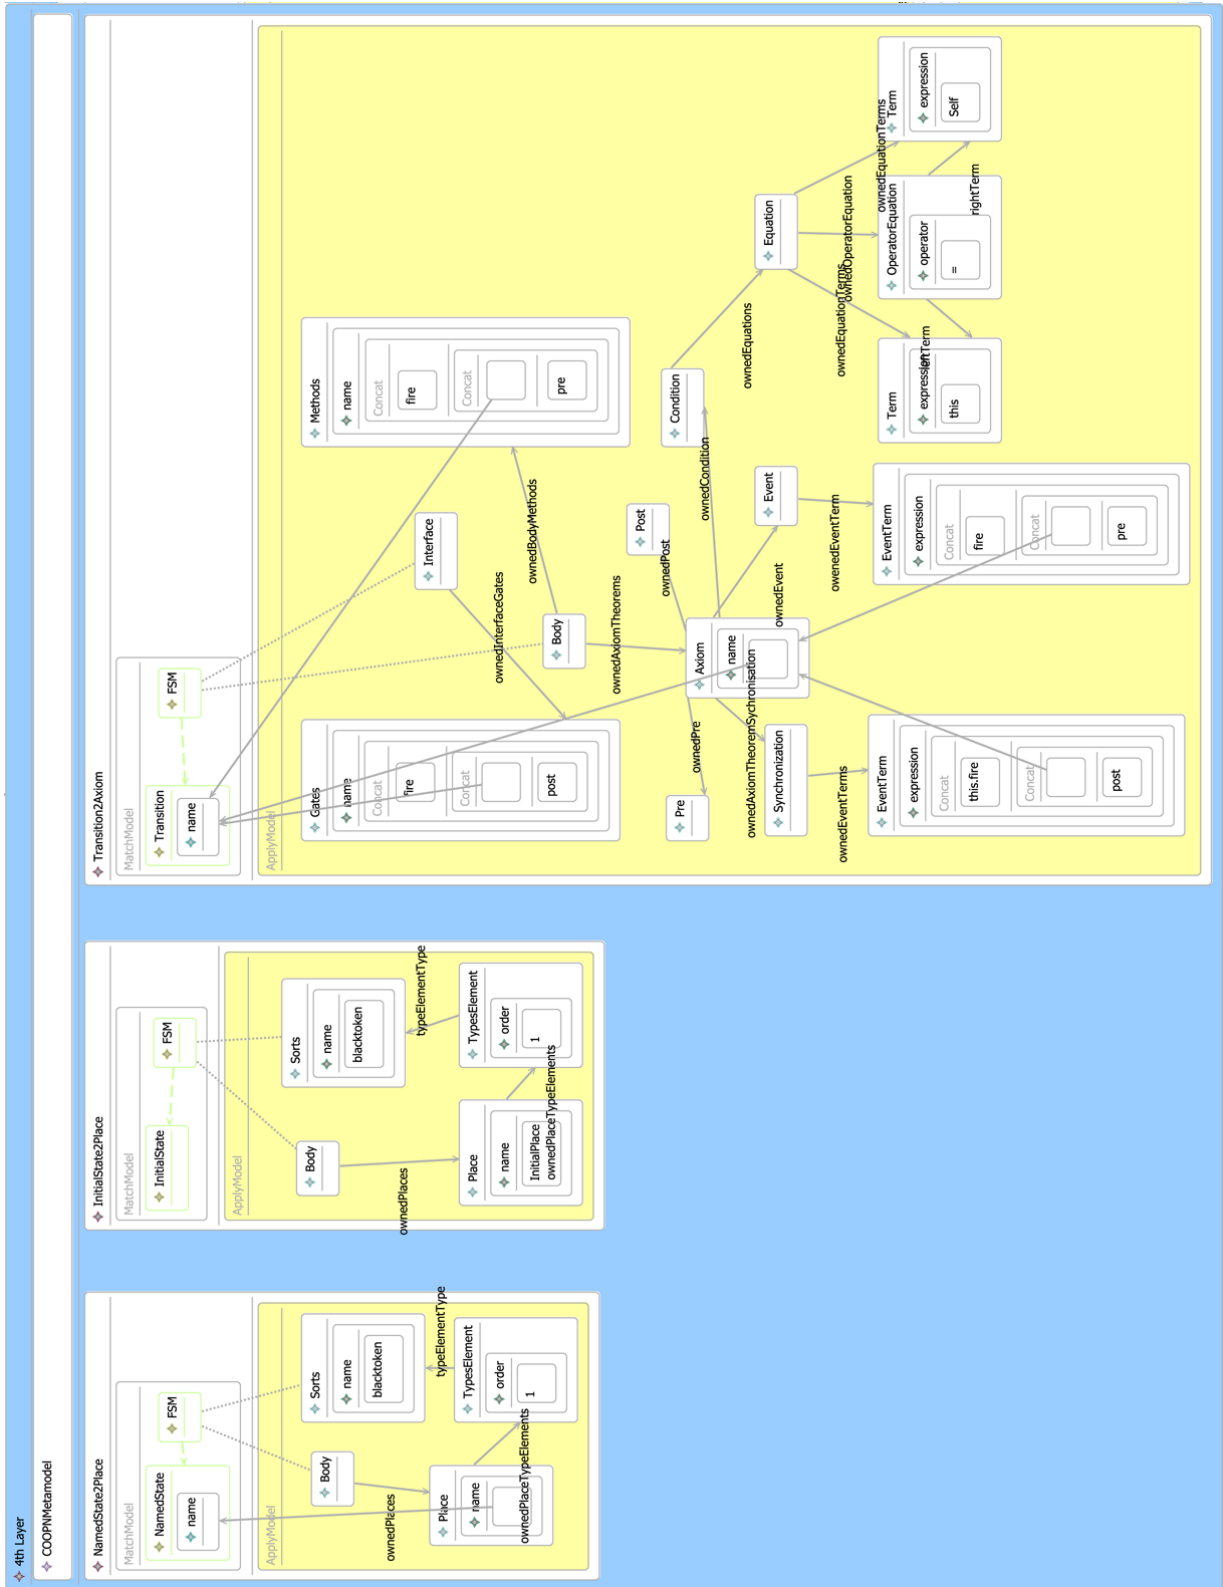 4th Layer
COOPNMetamodel
NamedState2Place
MatchModel
NamedState
name
FSM
ApplyModel
Sorts
name
blacktoken
Body
typeElementType
TypesElement
order
1
ownedPlaces
Place
name
ownedPlaceTypeElements
InitialState2Place
MatchModel
InitialState
FSM
ApplyModel
Sorts
name
blacktoken
Body
typeElementType
TypesElement
order
1
ownedPlaces
Place
name
InitialPlace
ownedPlaceTypeElements
Transition2Axiom
MatchModel
Transition
name
FSM
ApplyModel
Gates
name
Concat
fire
Concat
post
Methods
name
Concat
fire
Concat
pre
Interface
ownedInterfaceGates
ownedBodyMethods
Body
ownedAxiomTheorems
Post
ownedPost
Condition
ownedCondition
ownedEquations
Equation
Pre
ownedPre
Axiom
name
ownedAxiomTheoremSychronisation
Synchronization
ownedEvent
Event
ownedEventTerms
owenedEventTerm
ownedEquationTerms
ownedOperatorEquation
ownedEquationTerms
EventTerm
expression
Concat
this.fire
Concat
post
EventTerm
expression
Concat
fire
Concat
pre
Term
expression
this
leftTerm
OperatorEquation
operator
=
rightTerm
Term
expression
Self